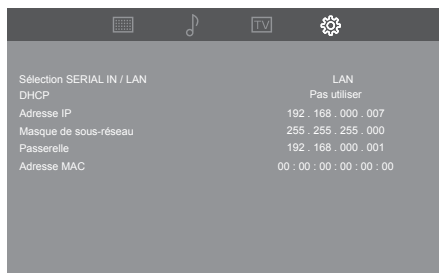 TV
Sélection SERIAL IN / LAN LAN
DHCP Pas utiliser
Adresse IP 192 . 168 . 000 . 007
Masque de sous-réseau 255 . 255 . 255 . 000
Passerelle 192 . 168 . 000 . 001
Adresse MAC 00 : 00 : 00 : 00 : 00 : 00